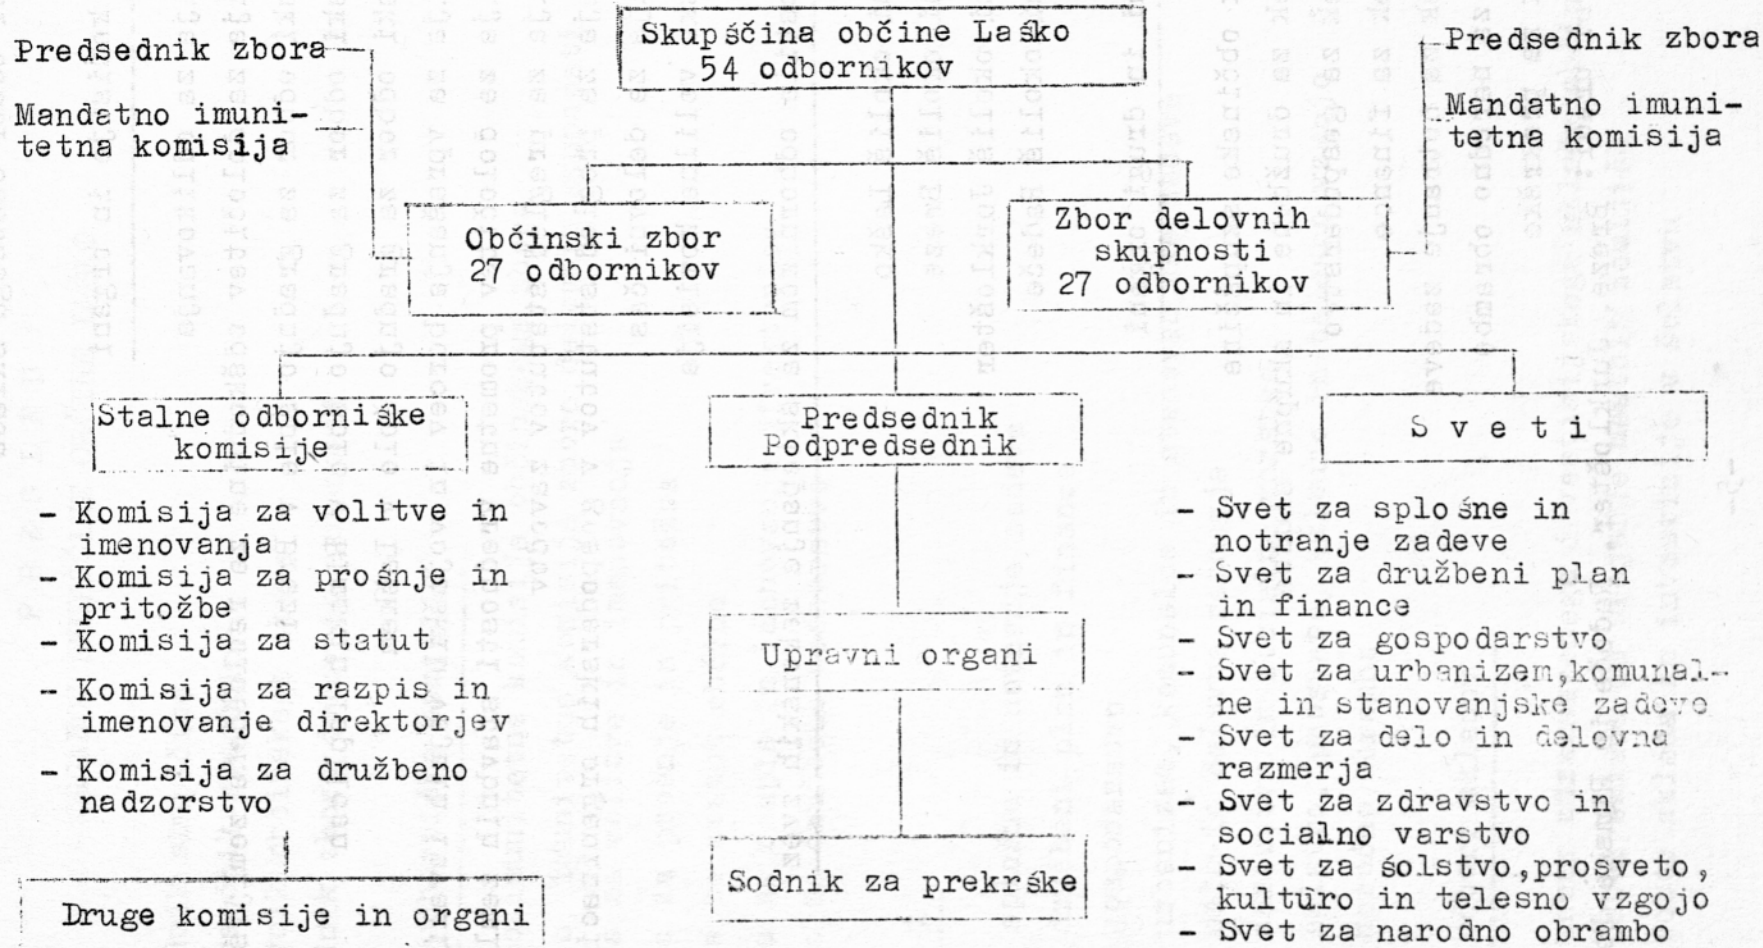 Skupščina občine Laško
54 odbornikov
Predsednik zbora
Mandatno imuni-
tetna komisija
Predsednik zbora
Mandatno imuni-
tetna komisija
Občinski zbor
27 odbornikov
Zbor delovnih
skupnosti
27 odbornikov
Stalne odborniške
komisije
- Komisija za volitve in
imenovanja
- Komisija za prošnje in
pritožbe
- Komisija za statut
- Komisija za razpis in
imenovanje direktorjev
- Komisija za družbeno
nadzorstvo
Druge komisije in organi
Predsednik
Podpredsednik
Upravni organi
Sodnik za prekrške
S v e t i
- Svet za splošne in
notranje zadeve
- Svet za družbeni plan
in finance
- Svet za gospodarstvo
- Svet za urbanizem,komunal-
ne in stanovanjske zadeve
- Svet za delo in delovna
razmerja
- Svet za zdravstvo in
socialno varstvo
- Svet za šolstvo,prosveto,
kulturo in telesno vzgojo
- Svet za narodno obrambo